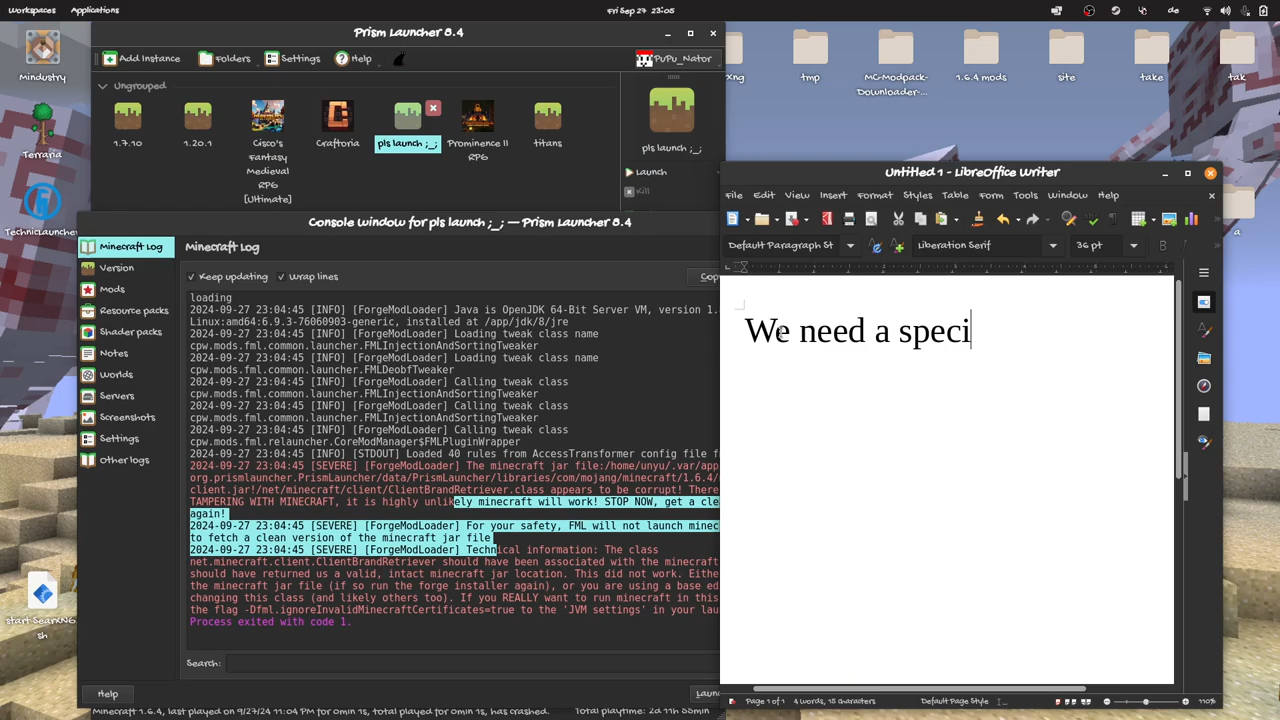 Workspaces Applications Fri Sep 27 23:05 de
Mindustry
Terraria
TechnicLaunche
start SearXNG.
sh
tmp
MC-Modpack-
Downloader-...
1.6.4 mods
site
take
tak
a
Prism Launcher 8.4
Add Instance Folders Settings Help PuPu_Nator
Ungrouped
1.7.10
1.20.1
Cisco's
Fantasy
Medieval
RPG
[Ultimate]
Craftoria
pls launch ;_;
Prominence II
RPG
titans
pls launch ;_;
Launch
Kill
Console window for pls launch ;_; — Prism Launcher 8.4
Minecraft Log
Version
Mods
Resource packs
Shader packs
Notes
Worlds
Servers
Screenshots
Settings
Other logs
Minecraft Log
Keep updating Wrap lines Cop
loading
2024-09-27 23:04:45 [INFO] [ForgeModLoader] Java is OpenJDK 64-Bit Server VM, version 1.
Linux:amd64:6.9.3-76060903-generic, installed at /app/jdk/8/jre
2024-09-27 23:04:45 [INFO] [ForgeModLoader] Loading tweak class name
cpw.mods.fml.common.launcher.FMLInjectionAndSortingTweaker
2024-09-27 23:04:45 [INFO] [ForgeModLoader] Loading tweak class name
cpw.mods.fml.common.launcher.FMLDeobfTweaker
2024-09-27 23:04:45 [INFO] [ForgeModLoader] Calling tweak class
cpw.mods.fml.common.launcher.FMLInjectionAndSortingTweaker
2024-09-27 23:04:45 [INFO] [ForgeModLoader] Calling tweak class
cpw.mods.fml.common.launcher.FMLInjectionAndSortingTweaker
2024-09-27 23:04:45 [INFO] [ForgeModLoader] Calling tweak class
cpw.mods.fml.relauncher.CoreModManager$FMLPluginWrapper
2024-09-27 23:04:45 [INFO] [STDOUT] Loaded 40 rules from AccessTransformer config file f
2024-09-27 23:04:45 [SEVERE] [ForgeModLoader] The minecraft jar file:/home/unyu/.var/app
org.prismlauncher.PrismLauncher/data/PrismLauncher/libraries/com/mojang/minecraft/1.6.4/
client.jar!/net/minecraft/client/ClientBrandRetriever.class appears to be corrupt! There
TAMPERING WITH MINECRAFT, it is highly unlikely minecraft will work! STOP NOW, get a cle
again!
2024-09-27 23:04:45 [SEVERE] [ForgeModLoader] For your safety, FML will not launch minec
to fetch a clean version of the minecraft jar file
2024-09-27 23:04:45 [SEVERE] [ForgeModLoader] Technical information: The class
net.minecraft.client.ClientBrandRetriever should have been associated with the minecraft
should have returned us a valid, intact minecraft jar location. This did not work. Eithe
the minecraft jar file (if so run the forge installer again), or you are using a base ed
changing this class (and likely others too). If you REALLY want to run minecraft in this
the flag -Dfml.ignoreInvalidMinecraftCertificates=true to the 'JVM settings' in your lau
Process exited with code 1.
Search:
Help Laun
Minecraft 1.6.4, last played on 9/27/24 11:04 PM for 0min 1s, total played for 0min 1s, has crashed. Total playtime: 2d 11h 55min
Untitled 1 - LibreOffice Writer
File Edit View Insert Format Styles Table Form Tools Window Help
Default Paragraph St Liberation Serif 36 pt B
We need a speci
Page 1 of 1 4 words, 15 characters Default Page Style 110%